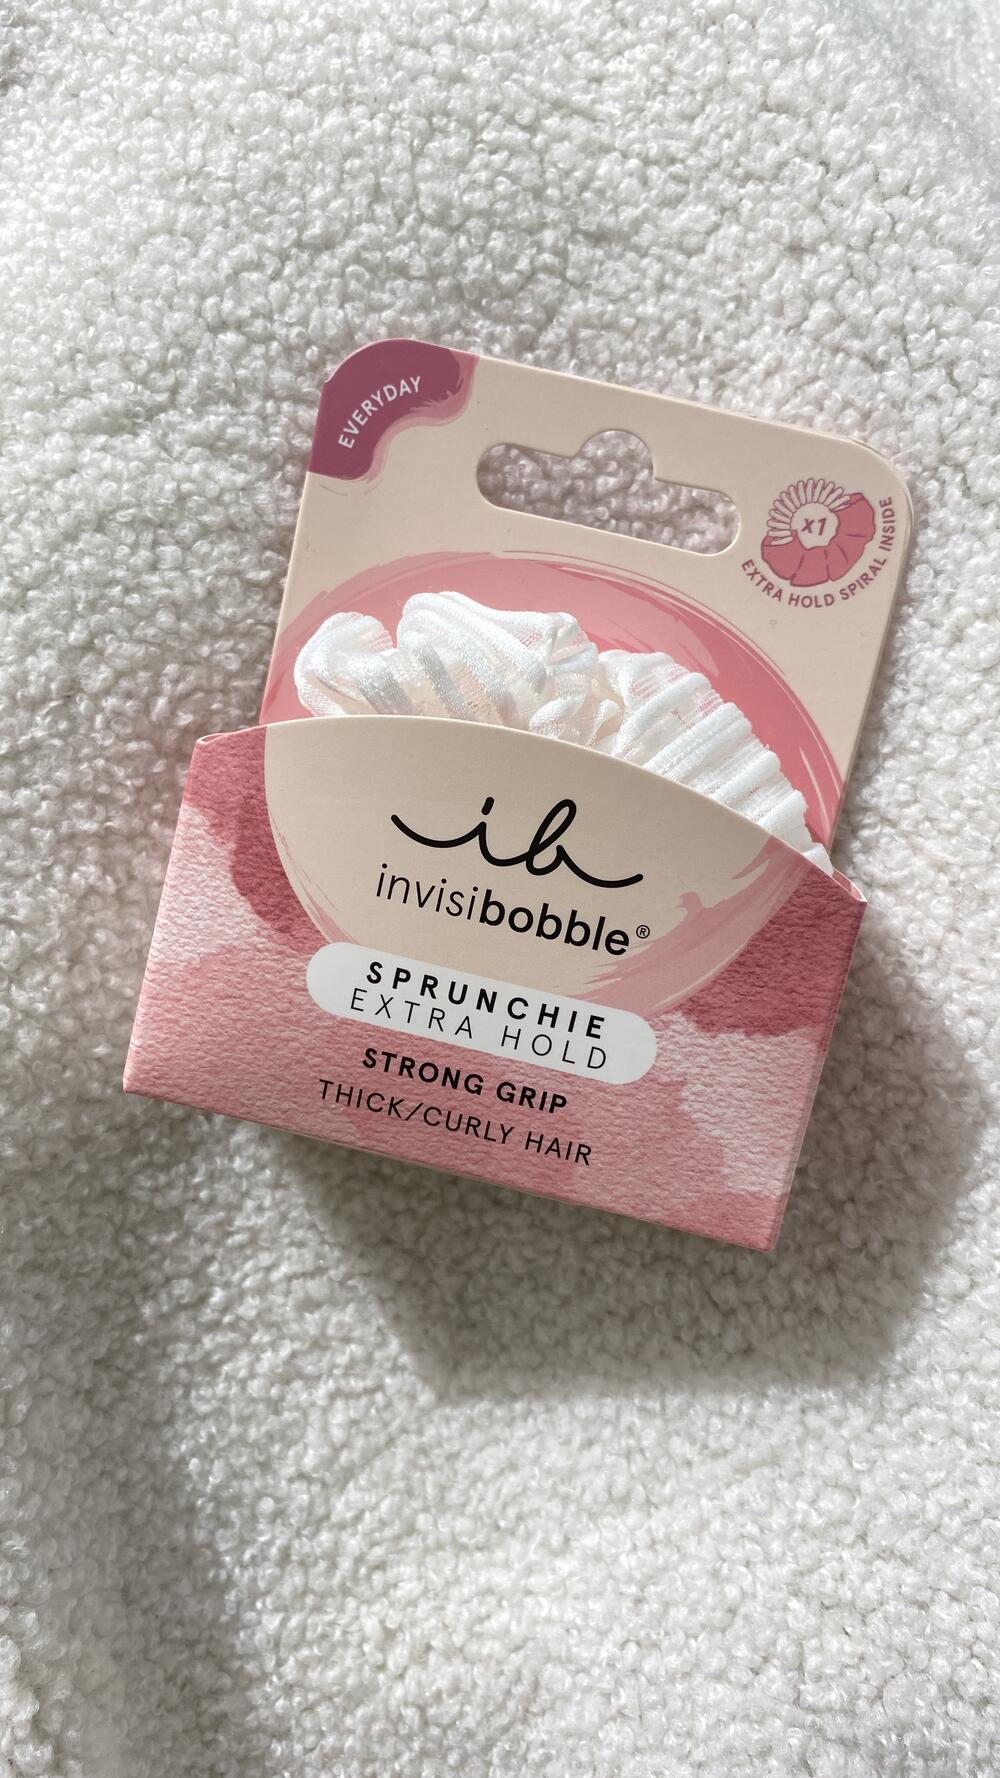 EVERYDAY
x1
EXTRA HOLD SPIRAL INSIDE
ib
invisibobble®
SPRUNCHIE
EXTRA HOLD
STRONG GRIP
THICK/CURLY HAIR